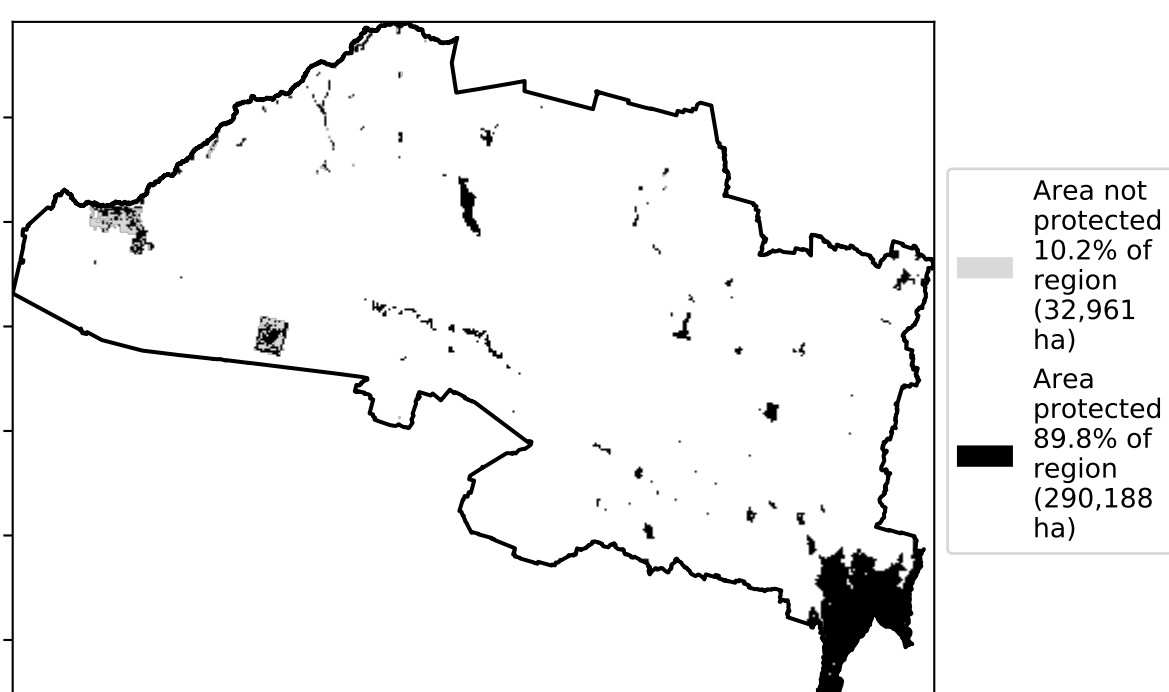 Area not
protected
10.2% of
region
(32,961
ha)
Area
protected
89.8% of
region
(290,188
ha)